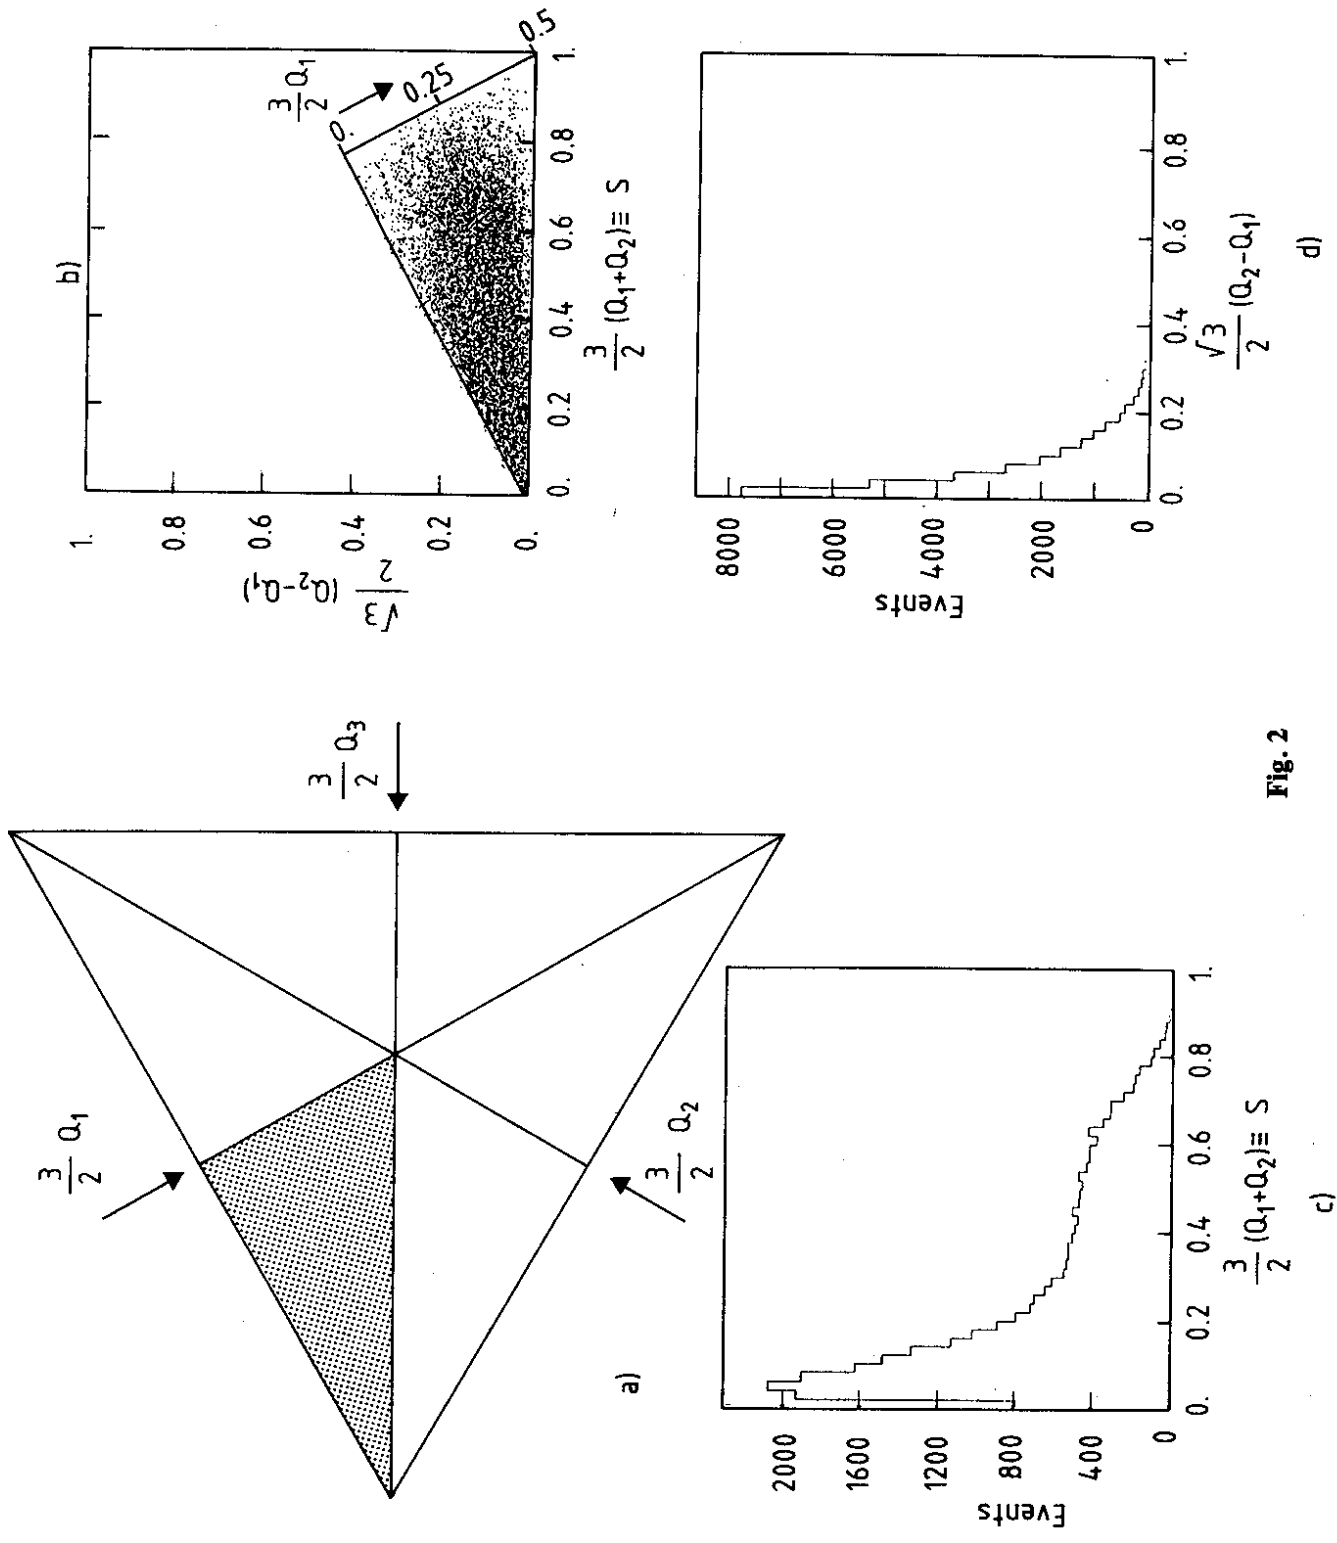 a)
3/2 Q1
3/2 Q2
3/2 Q3
b)
√3/2 (Q2-Q1)
1.
0.8
0.6
0.4
0.2
0.
0. 0.2 0.4 0.6 0.8 1.
3/2 (Q1+Q2)≡ S
3/2 Q1
0. 0.25 0.5
c)
Events
2000
1600
1200
800
400
0
0. 0.2 0.4 0.6 0.8 1.
3/2 (Q1+Q2)≡ S
d)
Events
8000
6000
4000
2000
0
0. 0.2 0.4 0.6 0.8 1.
√3/2 (Q2-Q1)
Fig. 2